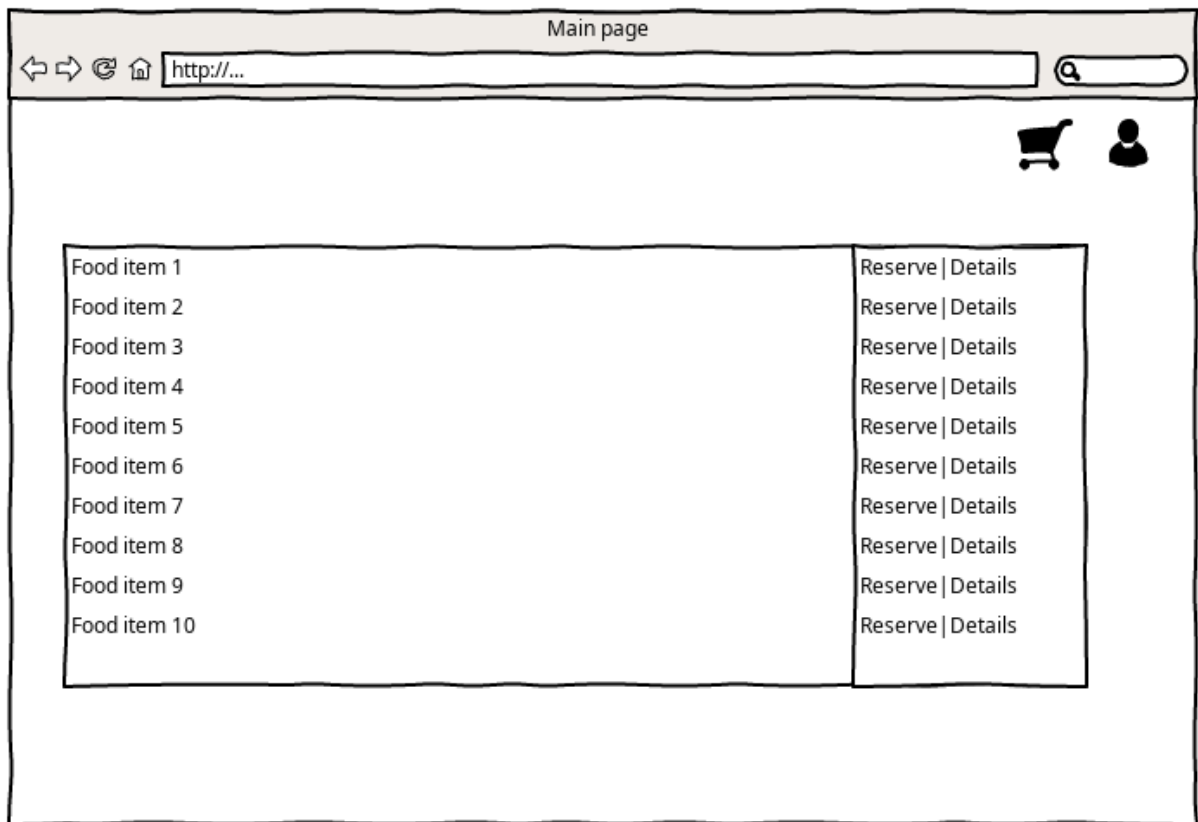 Main page
http://...
Food item 1 Reserve|Details
Food item 2 Reserve|Details
Food item 3 Reserve|Details
Food item 4 Reserve|Details
Food item 5 Reserve|Details
Food item 6 Reserve|Details
Food item 7 Reserve|Details
Food item 8 Reserve|Details
Food item 9 Reserve|Details
Food item 10 Reserve|Details